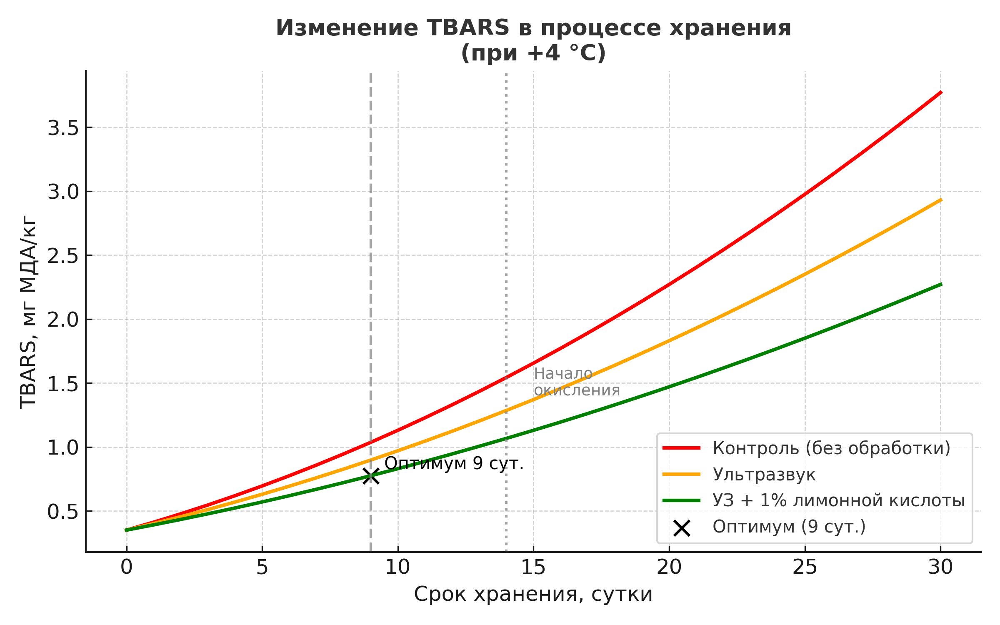 Изменение TBARS в процессе хранения
(при +4 °C)
TBARS, мг МДА/кг
3.5
3.0
2.5
2.0
1.5
1.0
0.5
Начало
окисления
Оптимум 9 сут.
Контроль (без обработки)
Ультразвук
УЗ + 1% лимонной кислоты
Оптимум (9 сут.)
0 5 10 15 20 25 30
Срок хранения, сутки